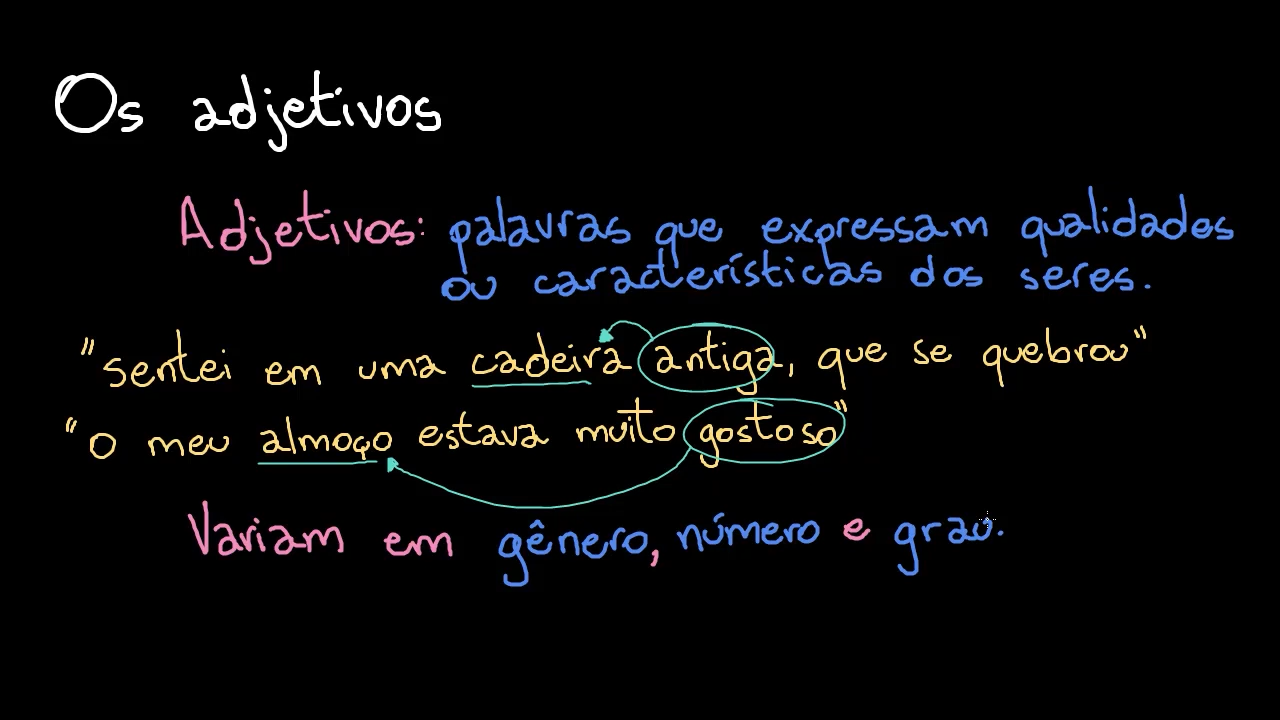 Os adjetivos
Adjetivos: palavras que expressam qualidades
ou características dos seres.
"sentei em uma cadeira antiga, que se quebrou"
"o meu almoço estava muito gostoso"
Variam em gênero, número e grau.